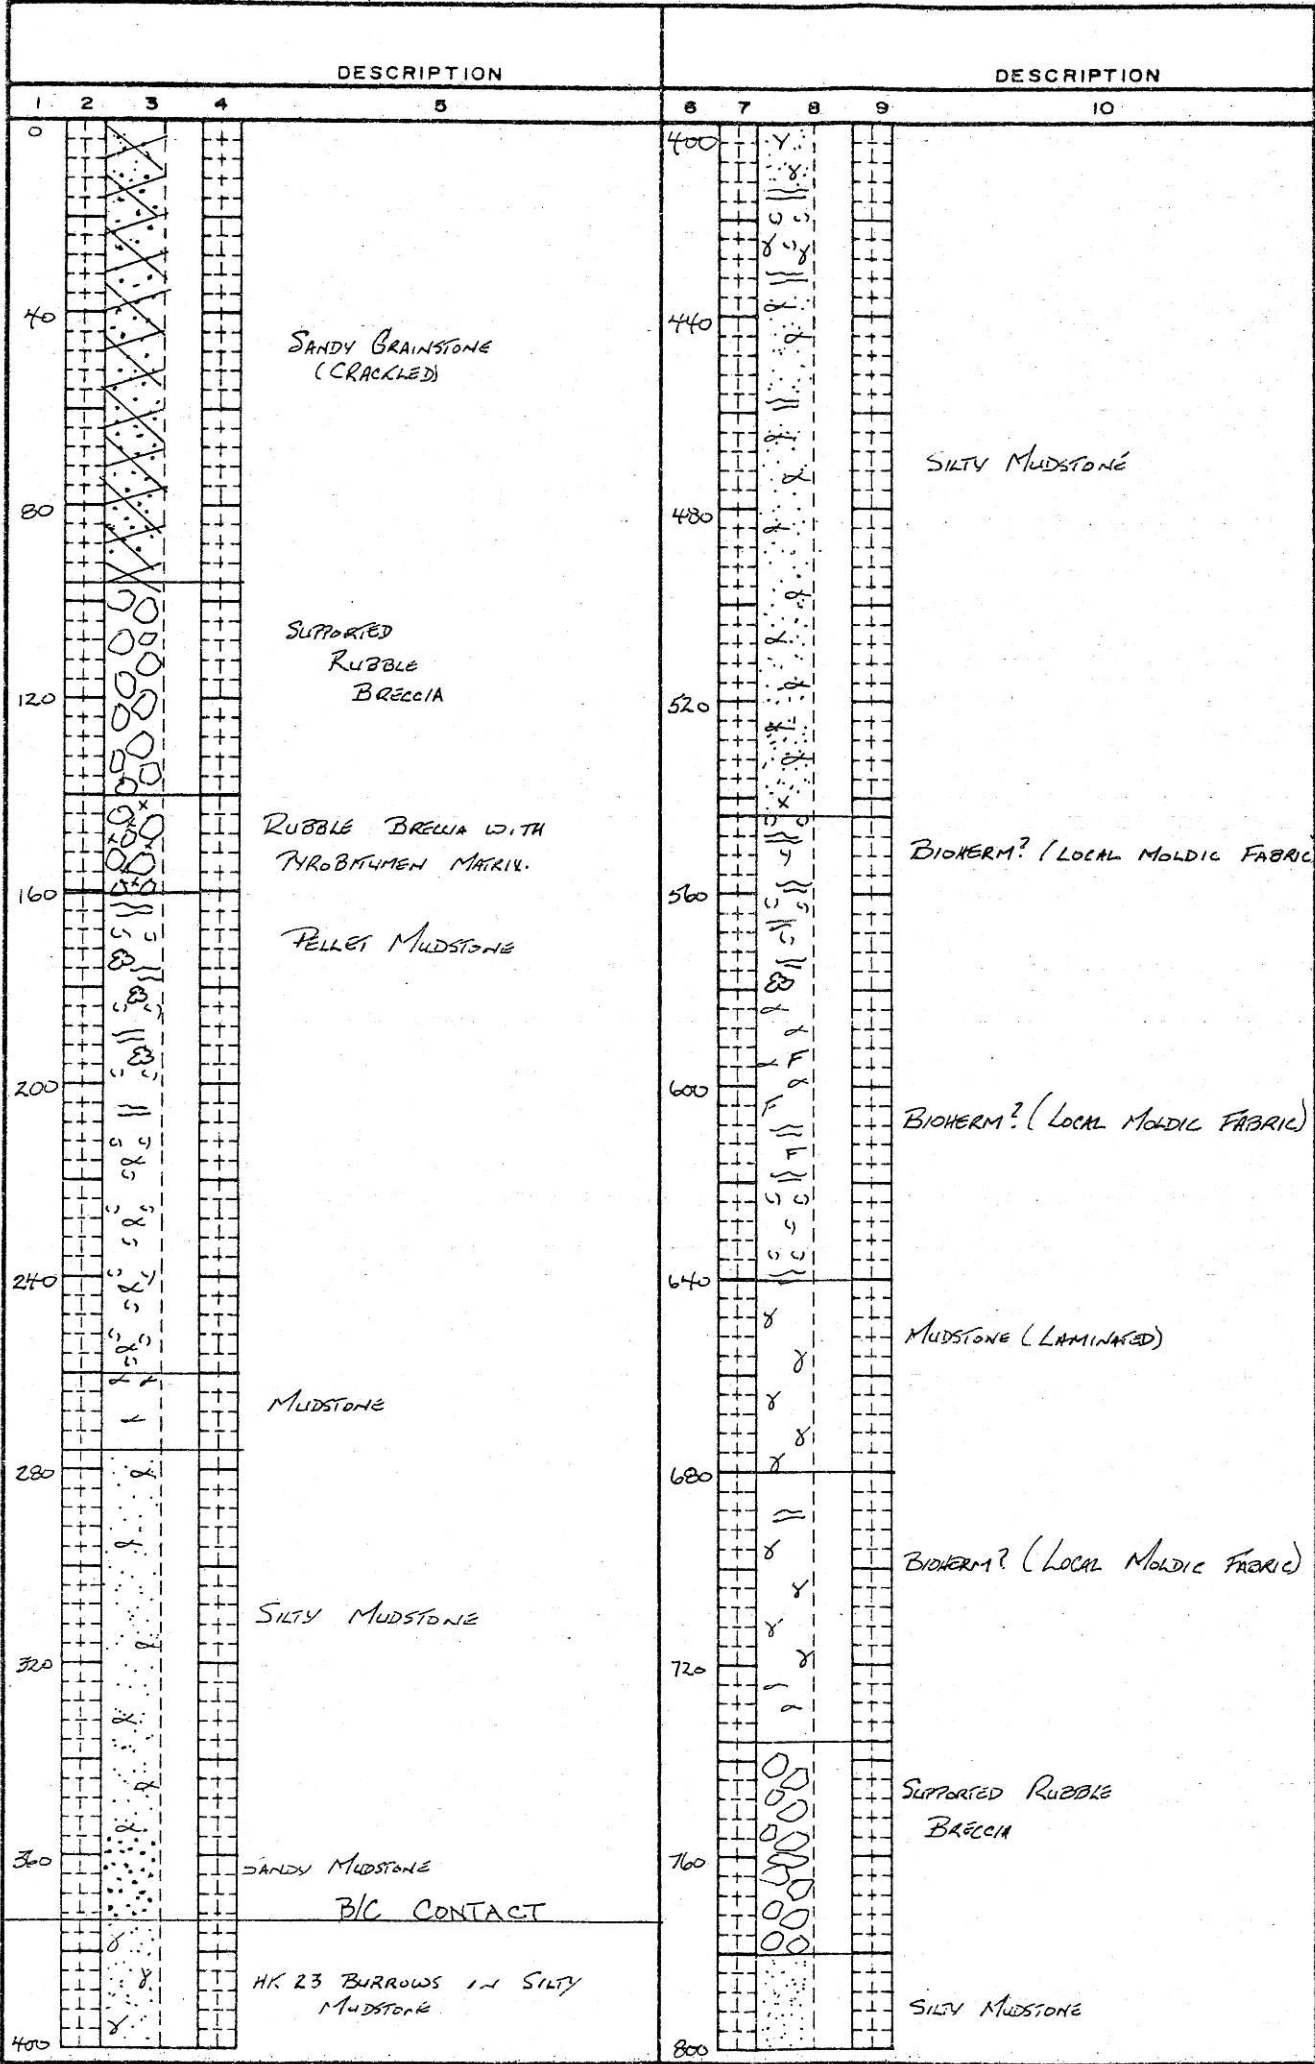 DESCRIPTION
1 2 3 4 5
0
40
SANDY GRAINSTONE
(CRACKLED)
80
SUPPORTED
RUBBLE
BRECCIA
120
RUBBLE BRECCIA WITH
PYROBITUMEN MATRIX.
160
PELLET MUDSTONE
200
240
MUDSTONE
280
SILTY MUDSTONE
320
360
SANDY MUDSTONE
B/C CONTACT
HK 23 BURROWS IN SILTY
MUDSTONE
400
DESCRIPTION
6 7 8 9 10
400
440
SILTY MUDSTONE
480
520
BIOHERM? (LOCAL MOLDIC FABRIC
560
F
600
F
BIOHERM? (LOCAL MOLDIC FABRIC)
F
640
MUDSTONE (LAMINATED)
680
BIOHERM? (LOCAL MOLDIC FABRIC)
720
SUPPORTED RUBBLE
BRECCIA
760
SILTY MUDSTONE
800